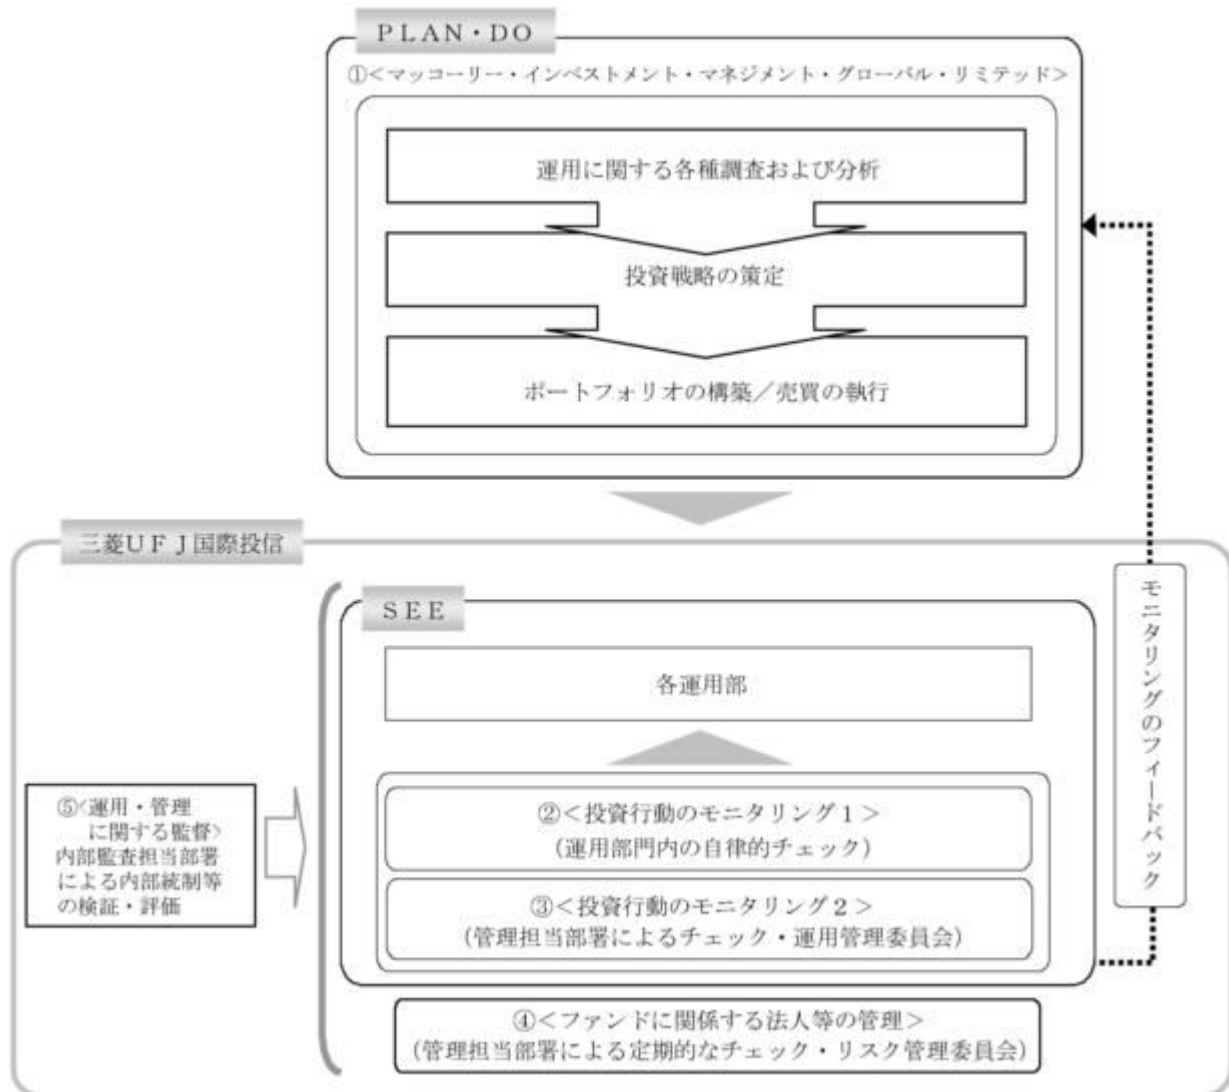 ＰＬＡＮ・ＤＯ
①＜マッコーリー・インベストメント・マネジメント・グローバル・リミテッド＞
運用に関する各種調査および分析
投資戦略の策定
ポートフォリオの構築／売買の執行
三菱ＵＦＪ国際投信
ＳＥＥ
各運用部
②＜投資行動のモニタリング１＞
（運用部門内の自律的チェック）
③＜投資行動のモニタリング２＞
（管理担当部署によるチェック・運用管理委員会）
④＜ファンドに関係する法人等の管理＞
（管理担当部署による定期的なチェック・リスク管理委員会）
⑤＜運用・管理
に関する監督＞
内部監査担当部署
による内部統制等
の検証・評価
モニタリングのフィードバック